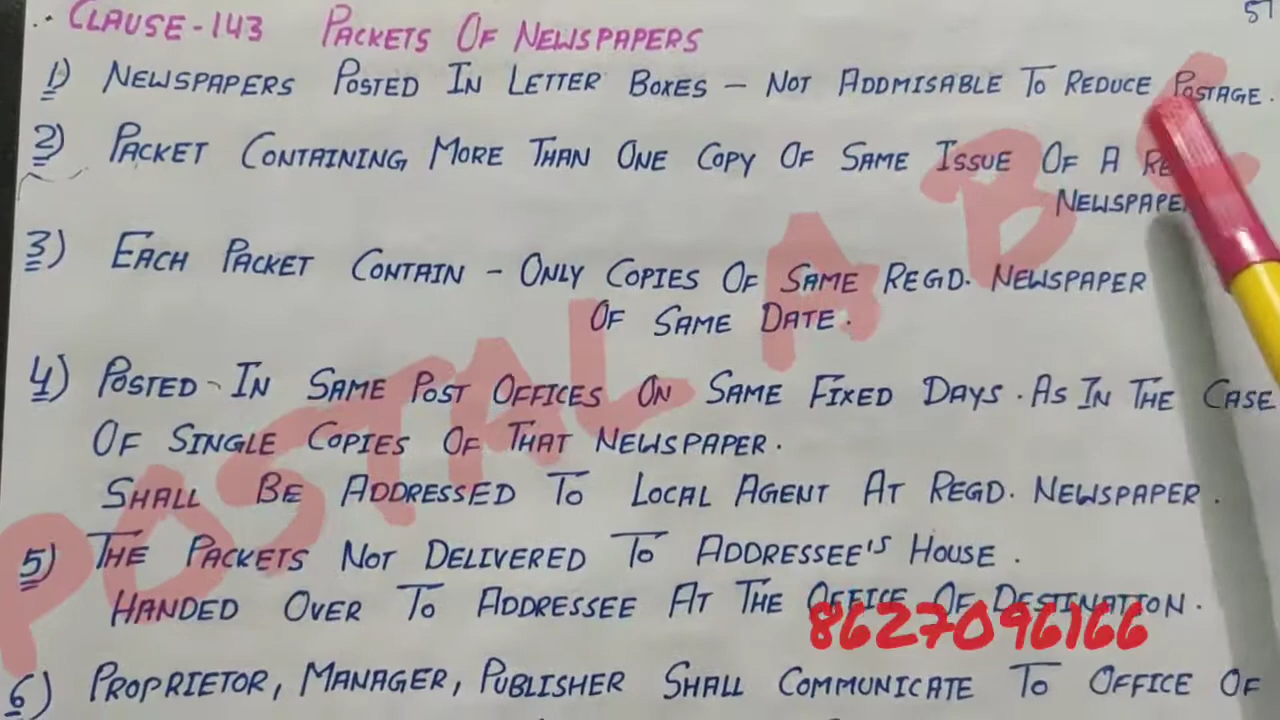 57
CLAUSE-143 PACKETS OF NEWSPAPERS
1) NEWSPAPERS POSTED IN LETTER BOXES - NOT ADDMISABLE TO REDUCE POSTAGE.
2) PACKET CONTAINING MORE THAN ONE COPY OF SAME ISSUE OF A
NEWSPAPER
3) EACH PACKET CONTAIN - ONLY COPIES OF SAME REGD. NEWSPAPER
OF SAME DATE.
4) POSTED - IN SAME POST OFFICES ON SAME FIXED DAYS. AS IN THE CASE
OF SINGLE COPIES OF THAT NEWSPAPER.
SHALL BE ADDRESSED TO LOCAL AGENT AT REGD. NEWSPAPER.
5) THE PACKETS NOT DELIVERED TO ADDRESSEE'S HOUSE.
HANDED OVER TO ADDRESSEE AT THE OFFICE OF DESTINATION.
8627096166
6) PROPRIETOR, MANAGER, PUBLISHER SHALL COMMUNICATE TO OFFICE OF
POSTAL ABC